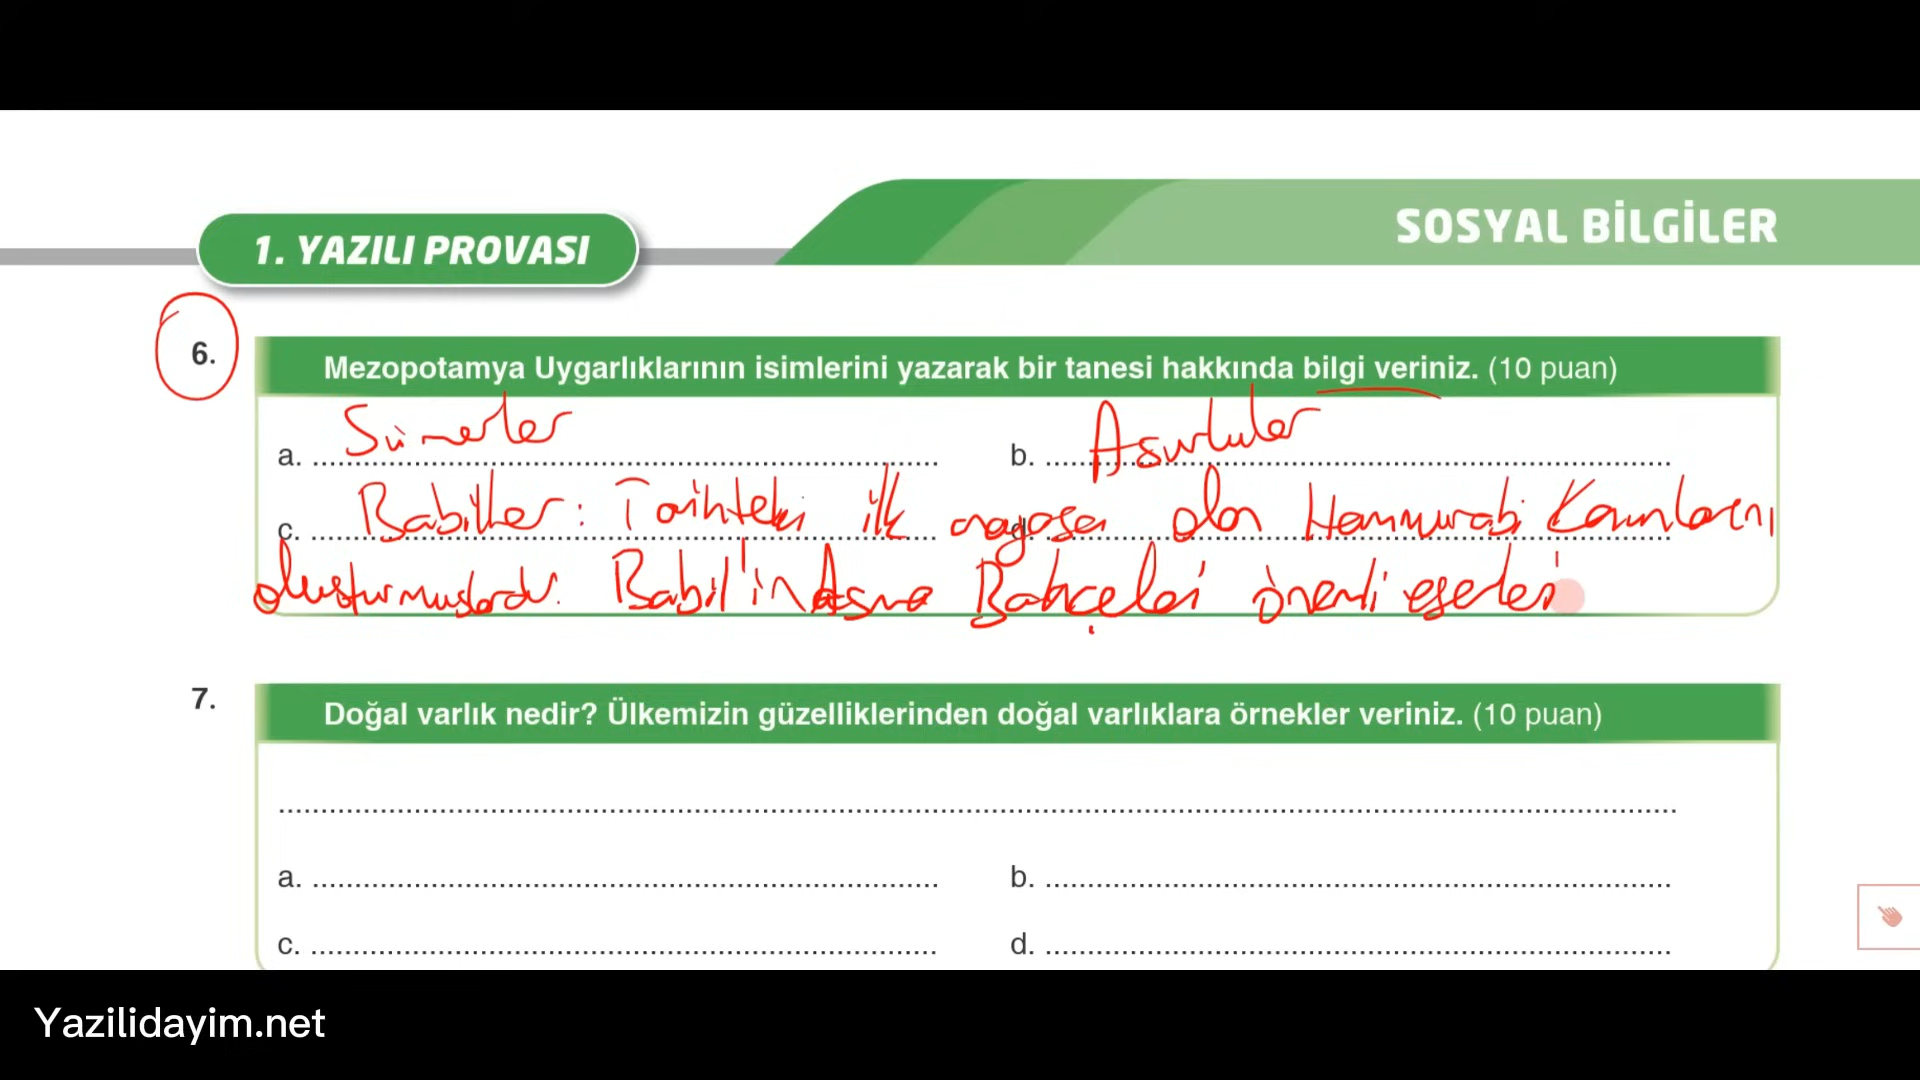 SOSYAL BİLGİLER
1. YAZILI PROVASI
6.
Mezopotamya Uygarlıklarının isimlerini yazarak bir tanesi hakkında bilgi veriniz. (10 puan)
a. Sümerler b. Asurlular
c. Babiller: Tarihteki ilk anayasa d. olan Hammurabi Kanunlarını
oluşturmuşlardır. Babil'in Asma Bahçeleri önemli eserleri
7.
Doğal varlık nedir? Ülkemizin güzelliklerinden doğal varlıklara örnekler veriniz. (10 puan)
a. b.
c. d.
Yazilidayim.net